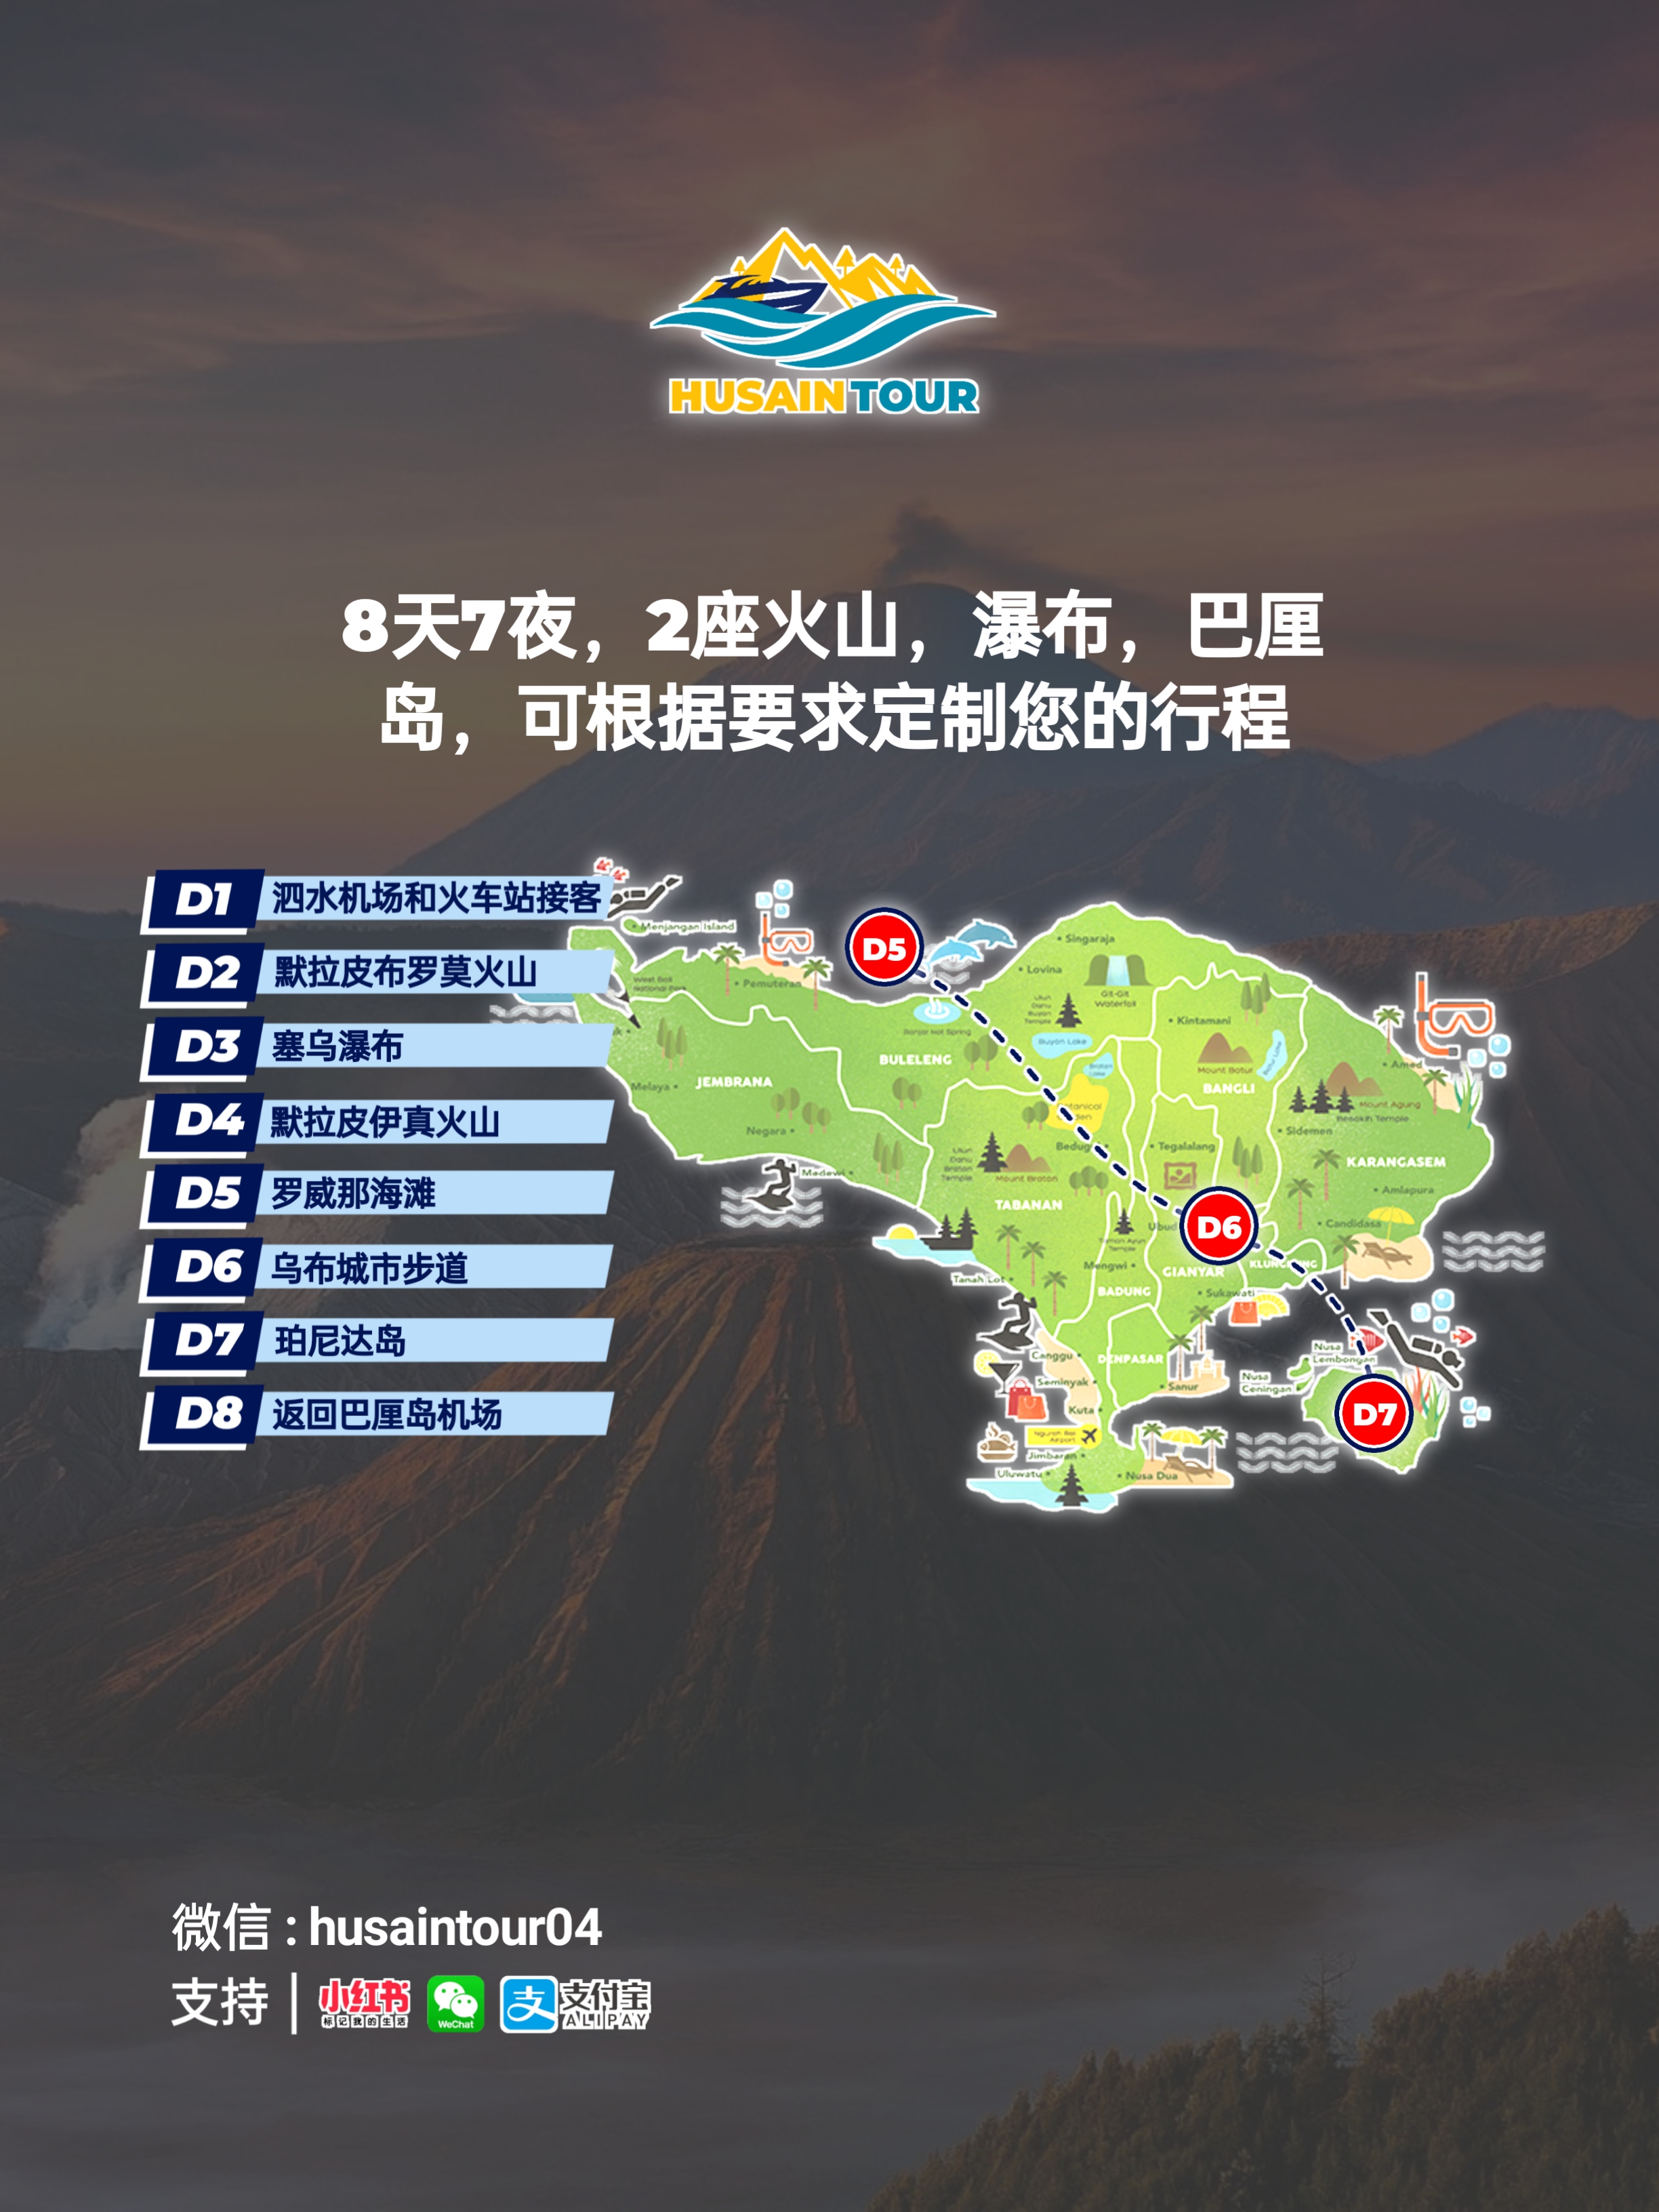 HUSAINTOUR
8天7夜，2座火山，瀑布，巴厘
岛，可根据要求定制您的行程
D1 泗水机场和火车站接客
D2 默拉皮布罗莫火山
D3 塞乌瀑布
D4 默拉皮伊真火山
D5 罗威那海滩
D6 乌布城市步道
D7 珀尼达岛
D8 返回巴厘岛机场
Menjangan Island
West Bali
National Park
Pemuteran
D5
Singaraja
Lovina
Git-Git
Waterfall
Ulun
Danu
Buyan
Temple
Buyan Lake
Banjar Hot Spring
Kintamani
BULELENG
Bratan
Lake
Mount Batur
Batur Lake
BANGLI
Amed
Melaya
JEMBRANA
Mount Agung
Besakih Temple
Negara
Bedug
Sidemen
Tegalalang
Ulun
Danu
Bratan
Temple
Mount Bratan
KARANGASEM
Medewi
TABANAN
Amlapura
Ubud
D6
Candidasa
Taman Ayun
Temple
Mengwi
GIANYAR
Tanah Lot
BADUNG
Sukawati
Canggu
DENPASAR
Nusa
Lembongan
Seminyak
Sanur
Nusa
Ceningan
D7
Kuta
Ngurah Rai
Airport
Jimbaran
Uluwatu
Nusa Dua
微信 : husaintour04
支持 | 小红书 WeChat 支 支付宝
标记我的生活 ALIPAY